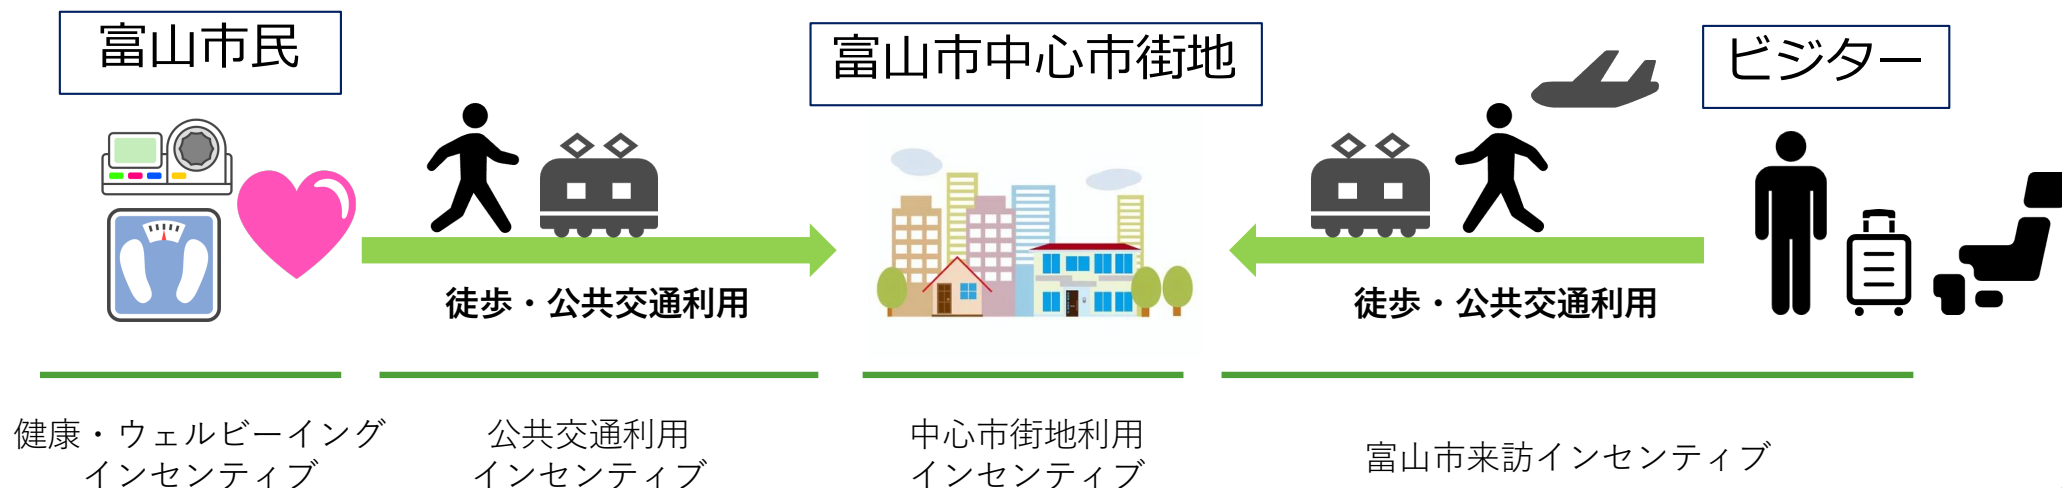 富山市民
富山市中心市街地
ビジター
徒歩・公共交通利用
徒歩・公共交通利用
健康・ウェルビーイング
インセンティブ
公共交通利用
インセンティブ
中心市街地利用
インセンティブ
富山市来訪インセンティブ